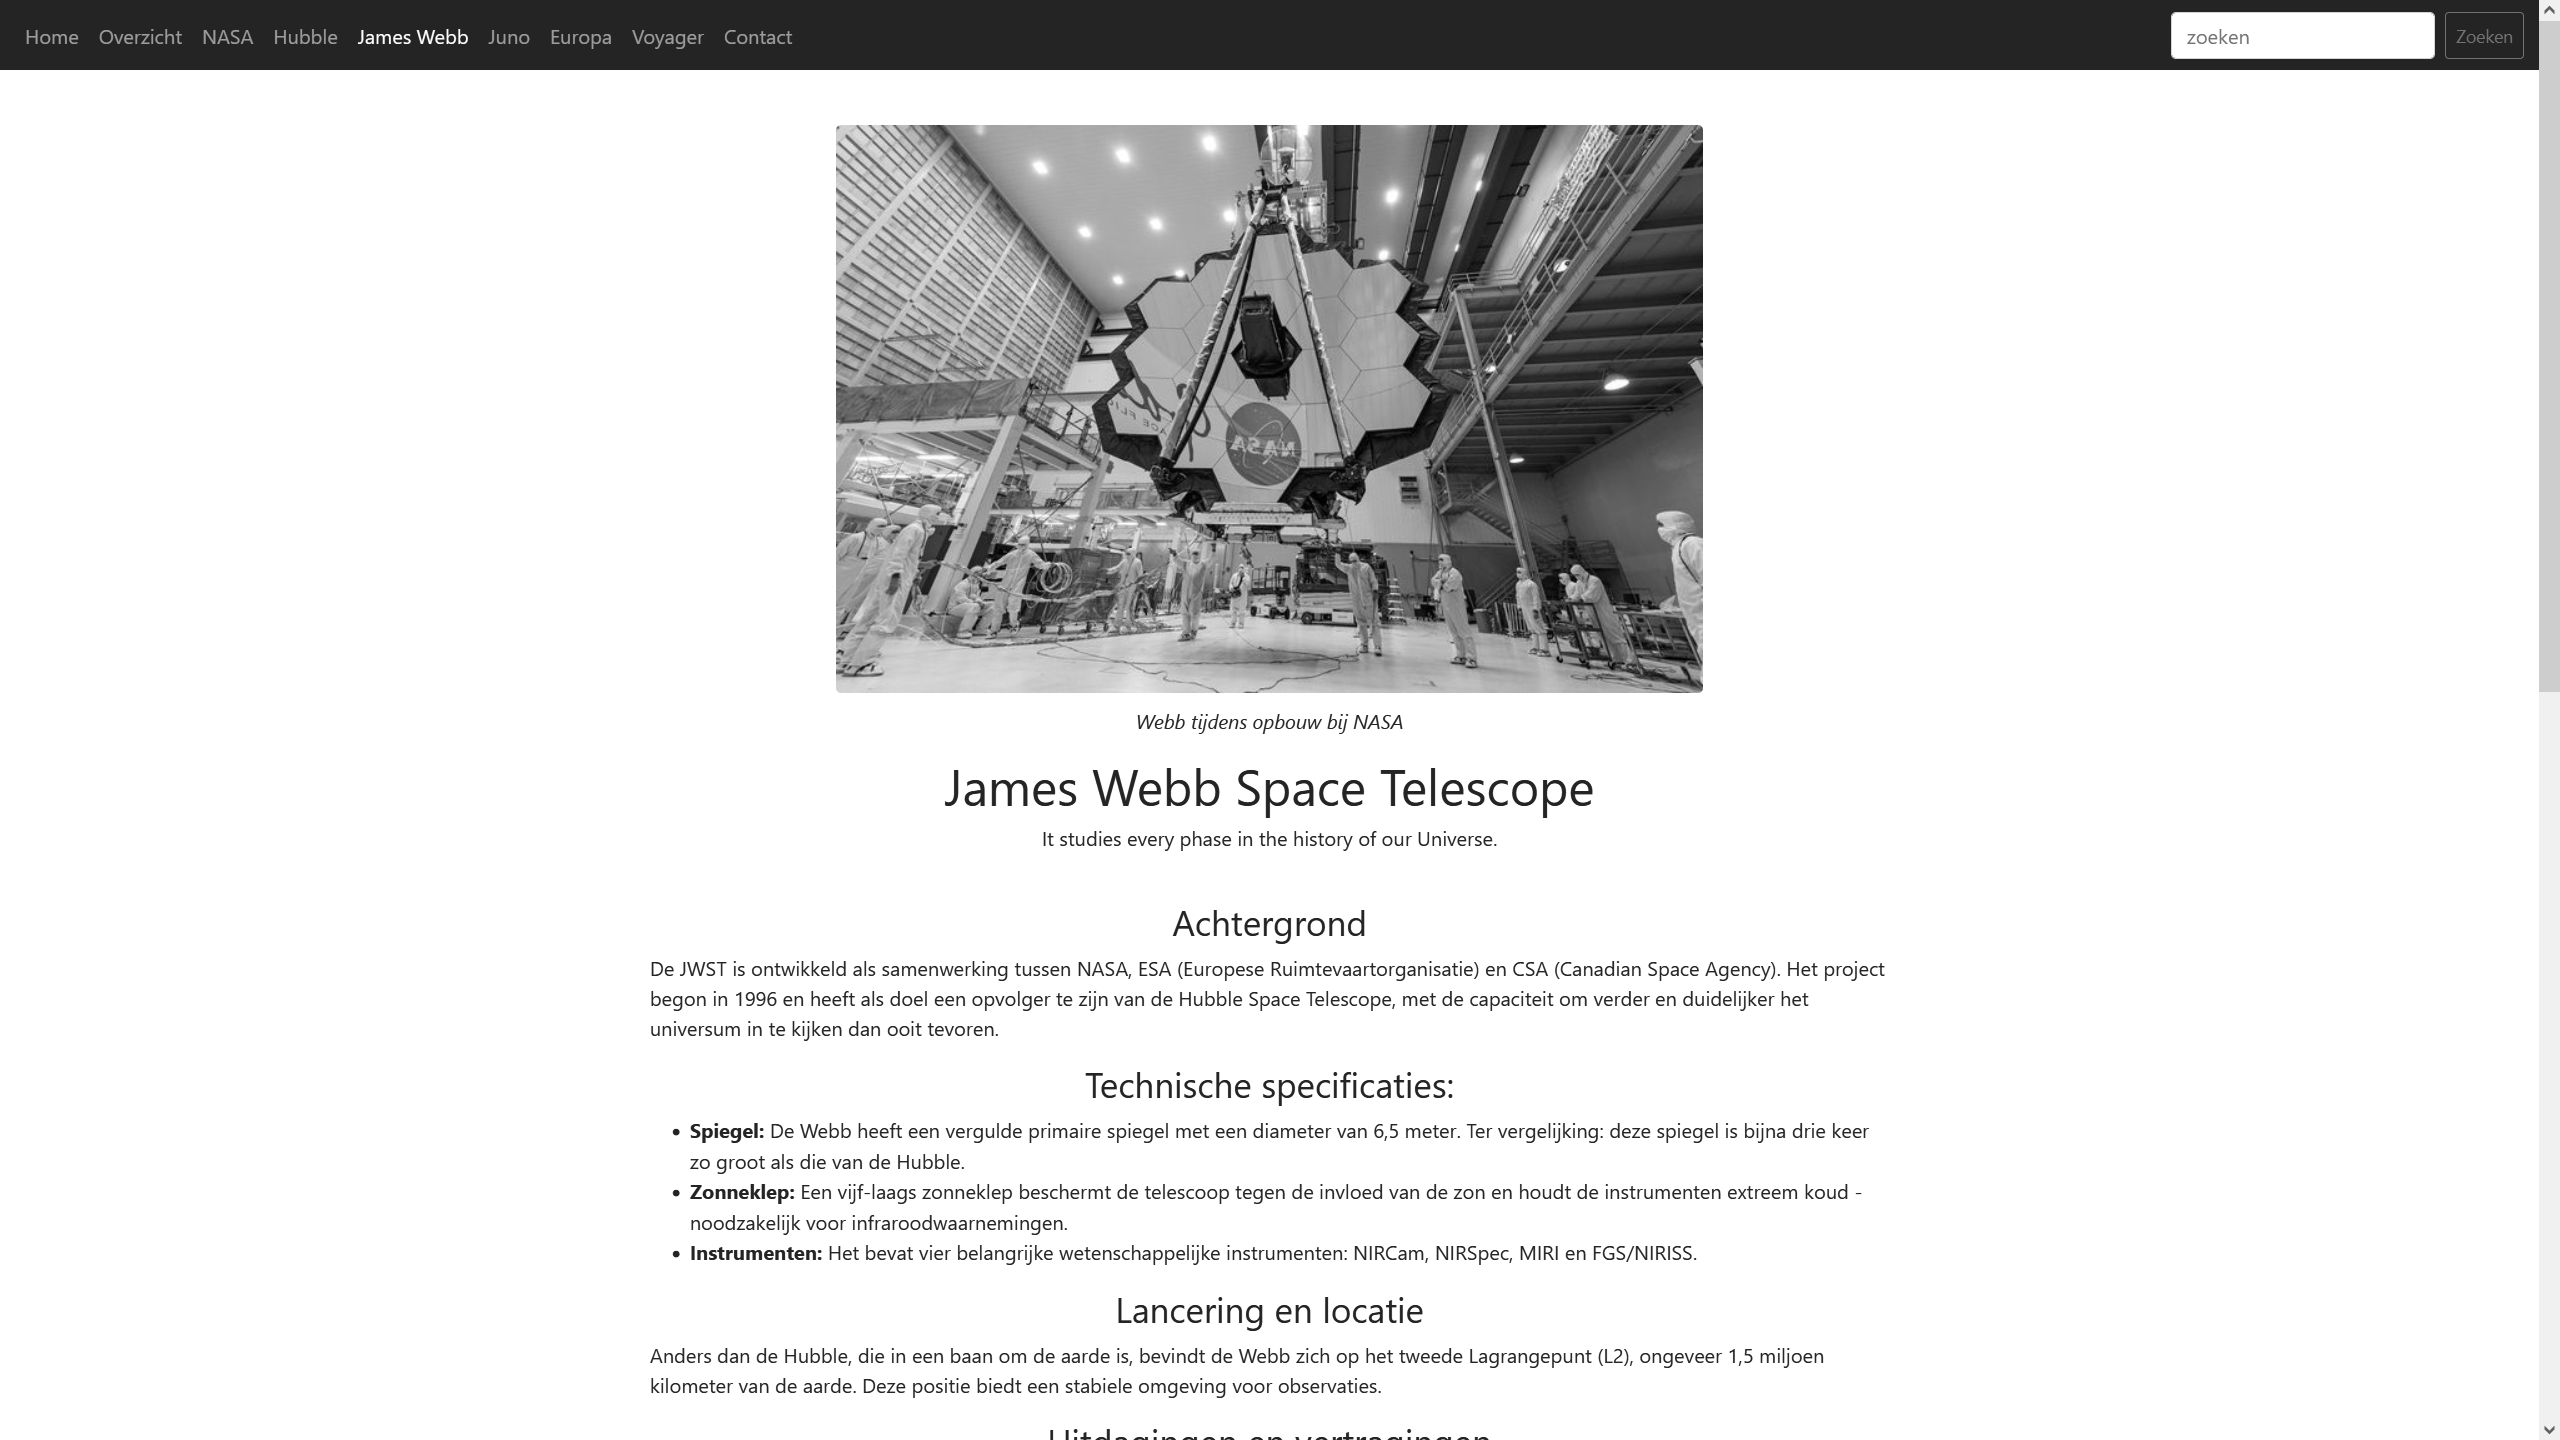 Home Overzicht NASA Hubble James Webb Juno Europa Voyager Contact zoeken Zoeken
NASA
Webb tijdens opbouw bij NASA
James Webb Space Telescope
It studies every phase in the history of our Universe.
Achtergrond
De JWST is ontwikkeld als samenwerking tussen NASA, ESA (Europese Ruimtevaartorganisatie) en CSA (Canadian Space Agency). Het project
begon in 1996 en heeft als doel een opvolger te zijn van de Hubble Space Telescope, met de capaciteit om verder en duidelijker het
universum in te kijken dan ooit tevoren.
Technische specificaties:
• Spiegel: De Webb heeft een vergulde primaire spiegel met een diameter van 6,5 meter. Ter vergelijking: deze spiegel is bijna drie keer
zo groot als die van de Hubble.
• Zonneklep: Een vijf-laags zonneklep beschermt de telescoop tegen de invloed van de zon en houdt de instrumenten extreem koud -
noodzakelijk voor infraroodwaarnemingen.
• Instrumenten: Het bevat vier belangrijke wetenschappelijke instrumenten: NIRCam, NIRSpec, MIRI en FGS/NIRISS.
Lancering en locatie
Anders dan de Hubble, die in een baan om de aarde is, bevindt de Webb zich op het tweede Lagrangepunt (L2), ongeveer 1,5 miljoen
kilometer van de aarde. Deze positie biedt een stabiele omgeving voor observaties.
Uitdagingen en vertragingen